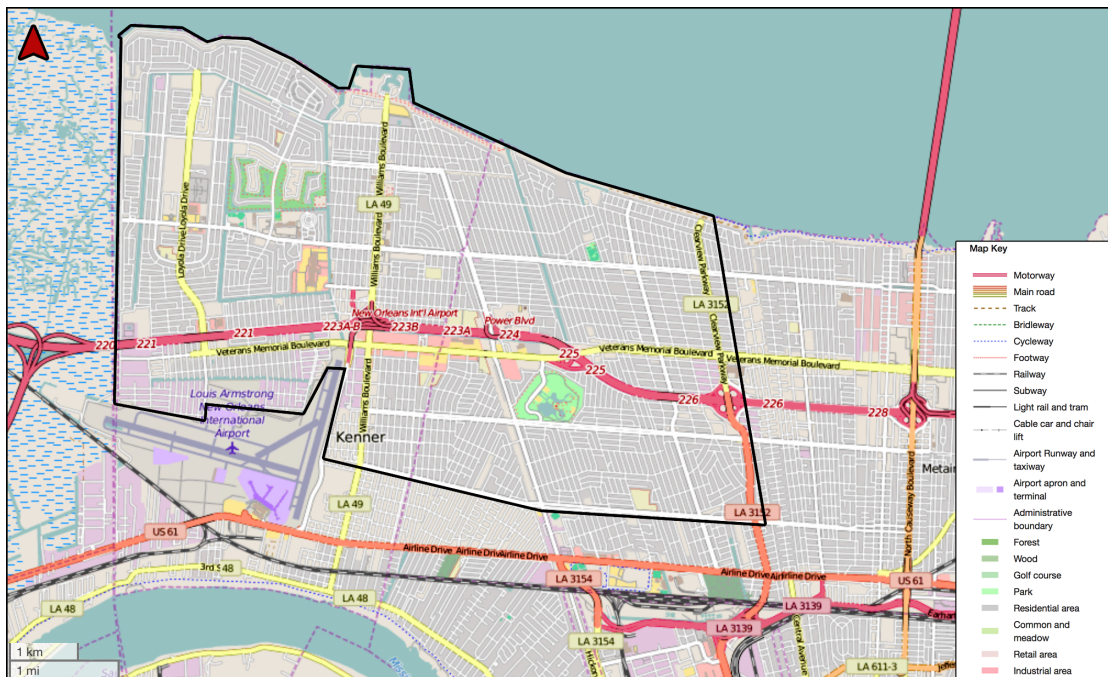 Williams Boulevard
Loyola Drive
Loyola Drive
LA 49
Williams Boulevard
Clearview Parkway
LA 3152
Clearview Parkway
New Orleans Int'l Airport
Power Blvd
220
221
221
223A-B
223B
223A
224
225
225
226
226
228
Veterans Memorial Boulevard
Veterans Memorial Boulevard
Veterans Memorial Boulevard
Louis Armstrong
New Orleans
International
Airport
Kenner
Williams Boulevard
LA 49
Metair
North Causeway Boulevard
LA 3152
US 61
Airline Drive
Airline Drive
Airline Drive
Airline Drive
Airline Drive
US 61
3rd S
48
LA 48
LA 48
LA 3154
LA 3154
Hickor
LA 3139
LA 3139
Earhart
Central Avenue
LA 611-3
Jeffe
Miss
Sa
1 km
1 mi
Map Key
Motorway
Main road
Track
Bridleway
Cycleway
Footway
Railway
Subway
Light rail and tram
Cable car and chair
lift
Airport Runway and
taxiway
Airport apron and
terminal
Administrative
boundary
Forest
Wood
Golf course
Park
Residential area
Common and
meadow
Retail area
Industrial area